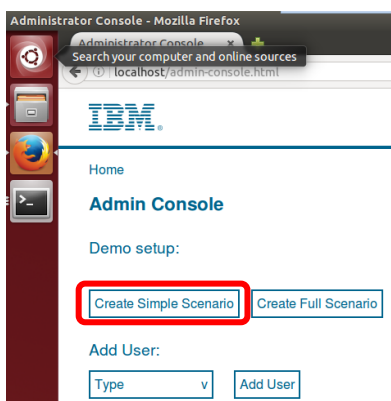 Administrator Console - Mozilla Firefox
Administrator Console x +
Search your computer and online sources
localhost/admin-console.html
IBM.
Home
Admin Console
Demo setup:
Create Simple Scenario Create Full Scenario
Add User:
Type v Add User